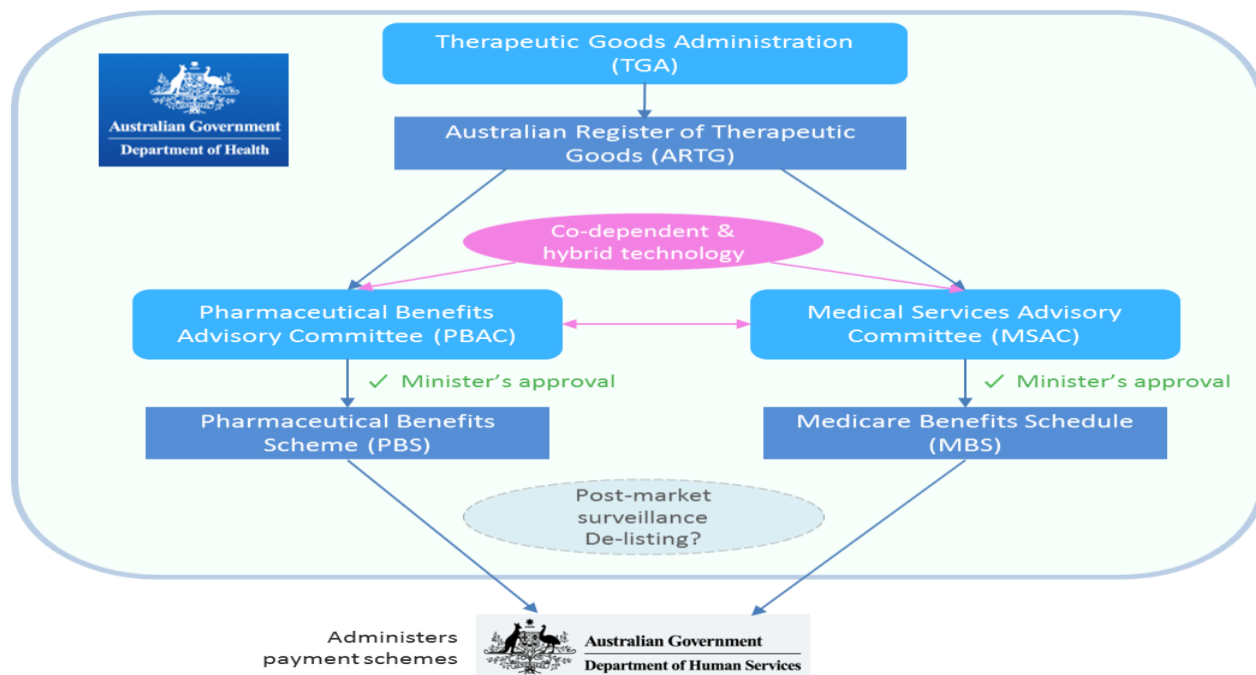 Therapeutic Goods Administration
(TGA)
Australian Government
Department of Health
Australian Register of Therapeutic
Goods (ARTG)
Co-dependent &
hybrid technology
Pharmaceutical Benefits
Advisory Committee (PBAC)
Medical Services Advisory
Committee (MSAC)
✓ Minister's approval
✓ Minister's approval
Pharmaceutical Benefits
Scheme (PBS)
Medicare Benefits Schedule
(MBS)
Post-market
surveillance
De-listing?
Administers
payment schemes
Australian Government
Department of Human Services